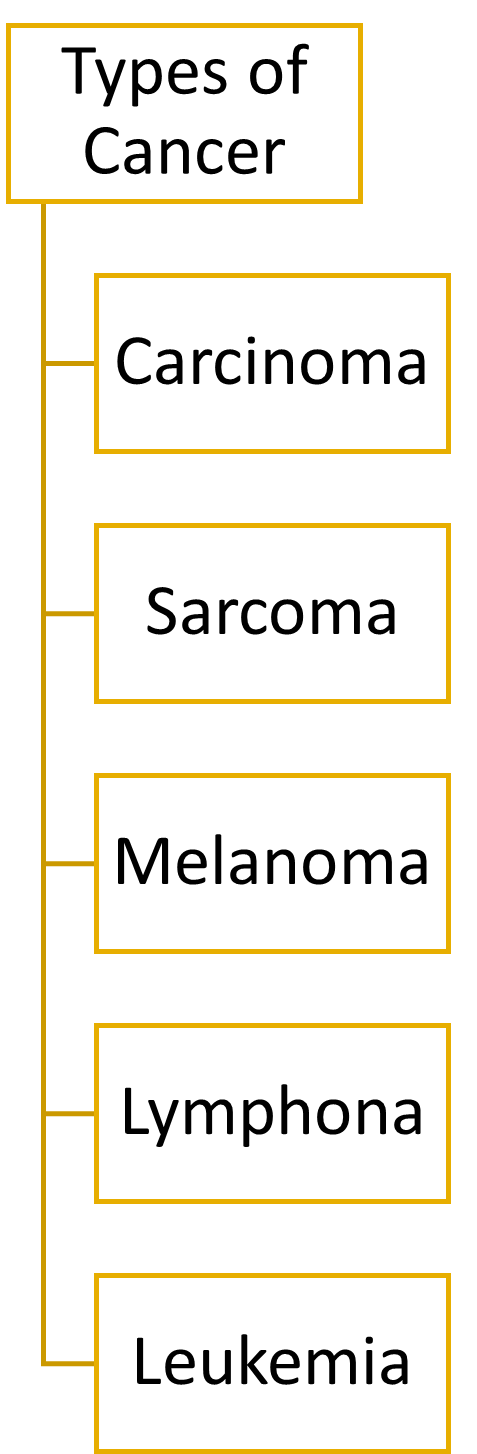 Types of
Cancer
Carcinoma
Sarcoma
Melanoma
Lymphona
Leukemia